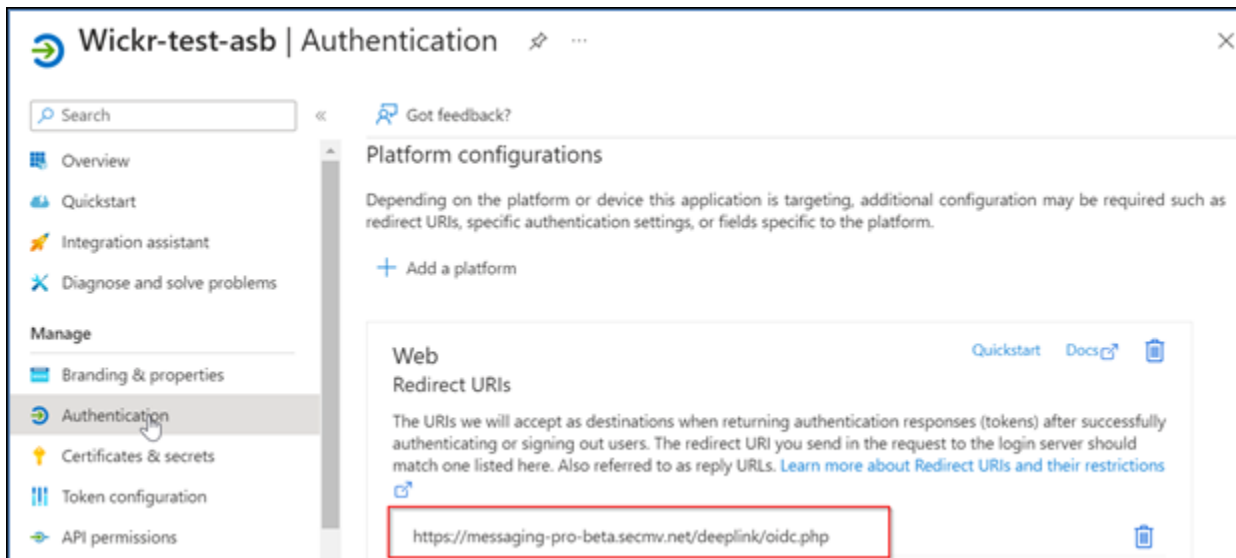 Wickr-test-asb | Authentication
Search
Got feedback?
Overview
Quickstart
Integration assistant
Diagnose and solve problems
Manage
Branding & properties
Authentication
Certificates & secrets
Token configuration
API permissions
Platform configurations
Depending on the platform or device this application is targeting, additional configuration may be required such as
redirect URIs, specific authentication settings, or fields specific to the platform.
Add a platform
Web
Quickstart
Docs
Redirect URIs
The URIs we will accept as destinations when returning authentication responses (tokens) after successfully
authenticating or signing out users. The redirect URI you send in the request to the login server should
match one listed here. Also referred to as reply URLs. Learn more about Redirect URIs and their restrictions
https://messaging-pro-beta.secmv.net/deeplink/oidc.php